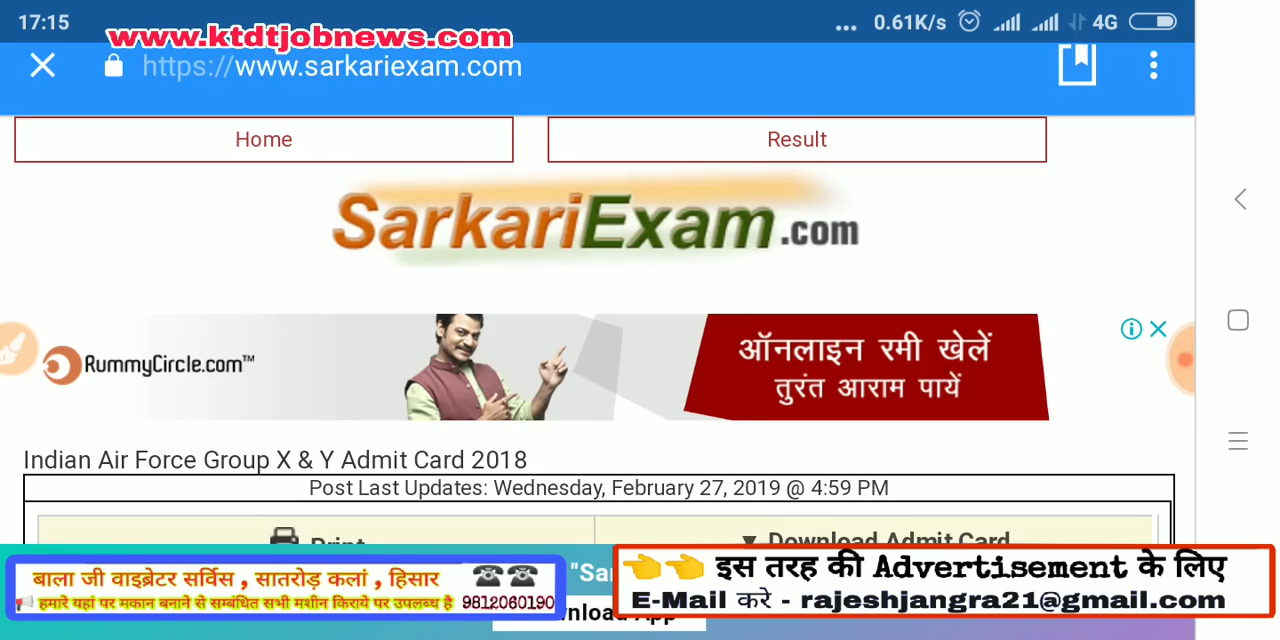 17:15
www.ktdtjobnews.com
... 0.61K/s 4G
https://www.sarkariexam.com
Home
Result
SarkariExam.com
RummyCircle.com™
ऑनलाइन रमी खेलें
तुरंत आराम पायें
Indian Air Force Group X & Y Admit Card 2018
Post Last Updates: Wednesday, February 27, 2019 @ 4:59 PM
Print
▼ Download Admit Card
बाला जी वाइब्रेटर सर्विस , सातरोड़ कलां , हिसार
हमारे यहां पर मकान बनाने से सम्बंधित सभी मशीन किराये पर उपलब्ध है 9812060190
"Sa
App
👈👈 इस तरह की Advertisement के लिए
E-Mail करे - rajeshjangra21@gmail.com